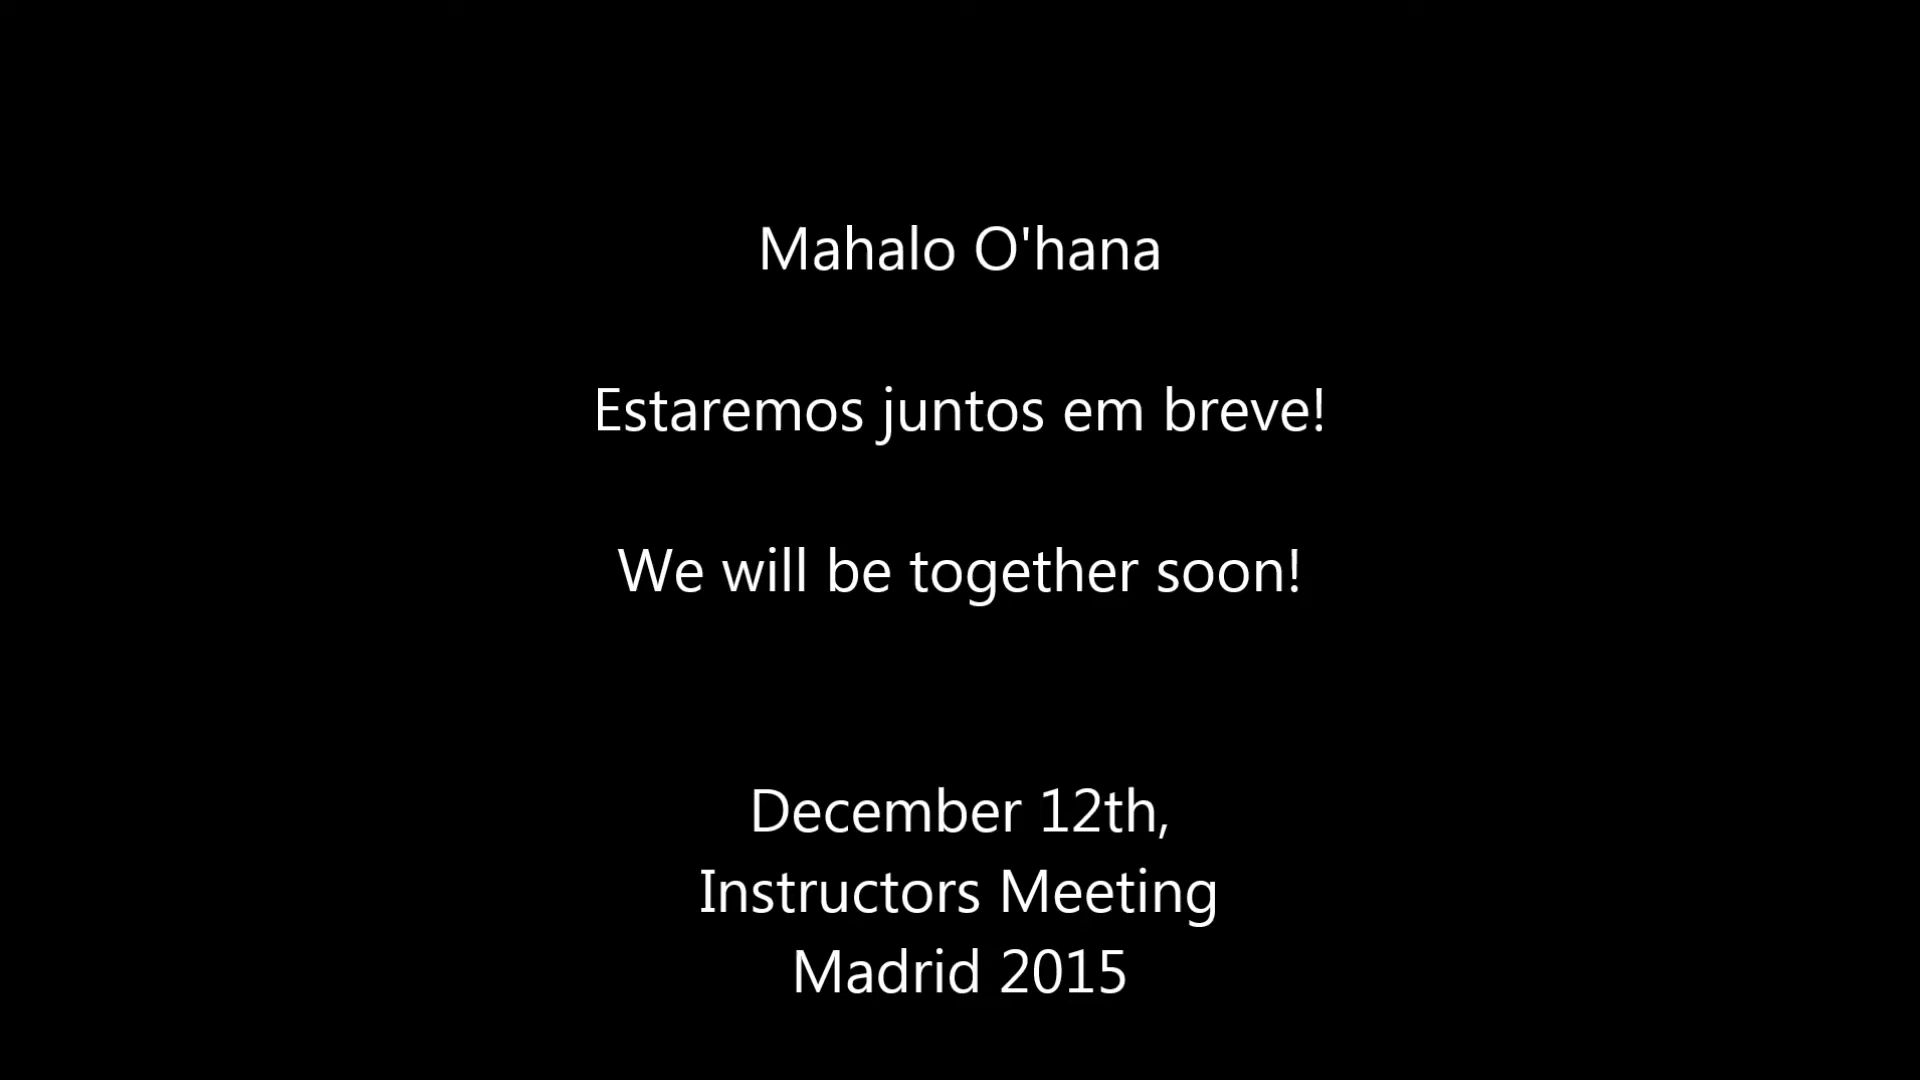 Mahalo O'hana
Estaremos juntos em breve!
We will be together soon!
December 12th,
Instructors Meeting
Madrid 2015